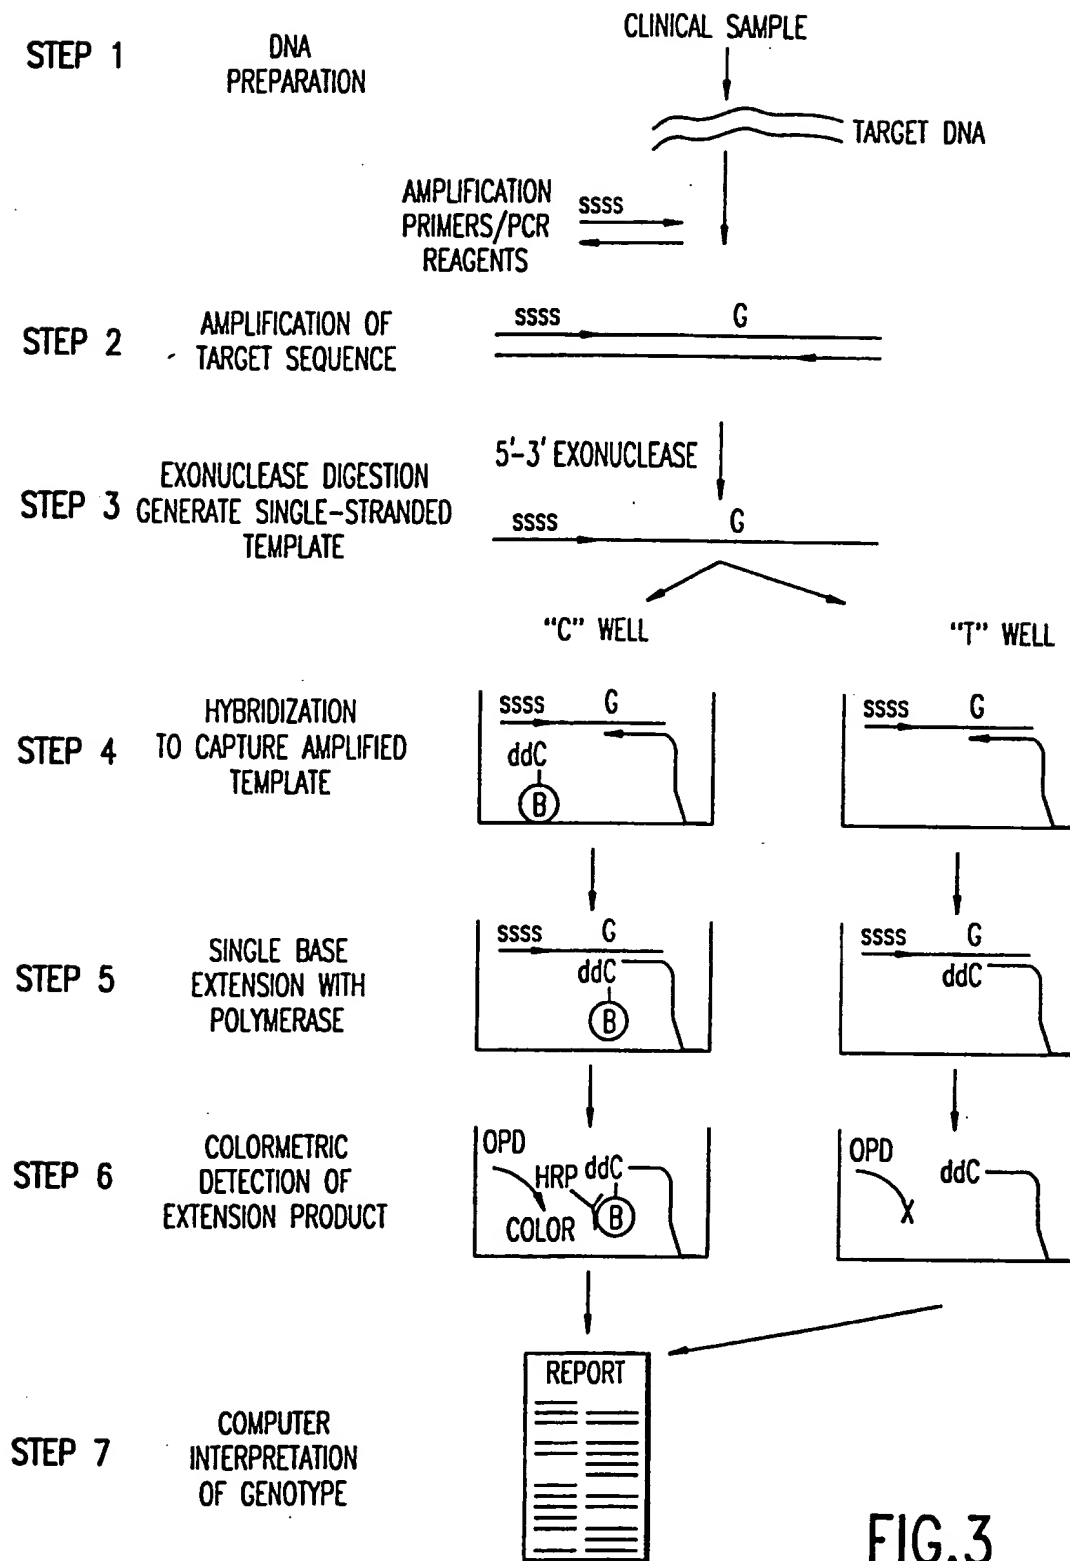 STEP 1
DNA
PREPARATION
CLINICAL SAMPLE
TARGET DNA
AMPLIFICATION
PRIMERS/PCR
REAGENTS
ssss
STEP 2
AMPLIFICATION OF
TARGET SEQUENCE
ssss G
5'-3' EXONUCLEASE
STEP 3
EXONUCLEASE DIGESTION
GENERATE SINGLE-STRANDED
TEMPLATE
ssss G
"C" WELL
"T" WELL
STEP 4
HYBRIDIZATION
TO CAPTURE AMPLIFIED
TEMPLATE
ssss G
ddC
B
ssss G
STEP 5
SINGLE BASE
EXTENSION WITH
POLYMERASE
ssss G
ddC
B
ssss G
ddC
STEP 6
COLORMETRIC
DETECTION OF
EXTENSION PRODUCT
OPD
HRP ddC
COLOR B
OPD
ddC
X
STEP 7
COMPUTER
INTERPRETATION
OF GENOTYPE
REPORT
FIG.3